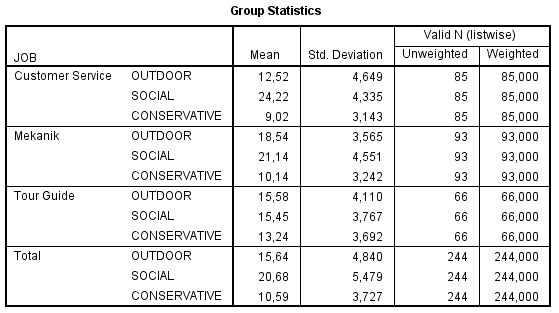 Group Statistics
Valid N (listwise)
JOB Mean Std. Deviation Unweighted Weighted
Customer Service OUTDOOR 12,52 4,649 85 85,000
SOCIAL 24,22 4,335 85 85,000
CONSERVATIVE 9,02 3,143 85 85,000
Mekanik OUTDOOR 18,54 3,565 93 93,000
SOCIAL 21,14 4,551 93 93,000
CONSERVATIVE 10,14 3,242 93 93,000
Tour Guide OUTDOOR 15,58 4,110 66 66,000
SOCIAL 15,45 3,767 66 66,000
CONSERVATIVE 13,24 3,692 66 66,000
Total OUTDOOR 15,64 4,840 244 244,000
SOCIAL 20,68 5,479 244 244,000
CONSERVATIVE 10,59 3,727 244 244,000